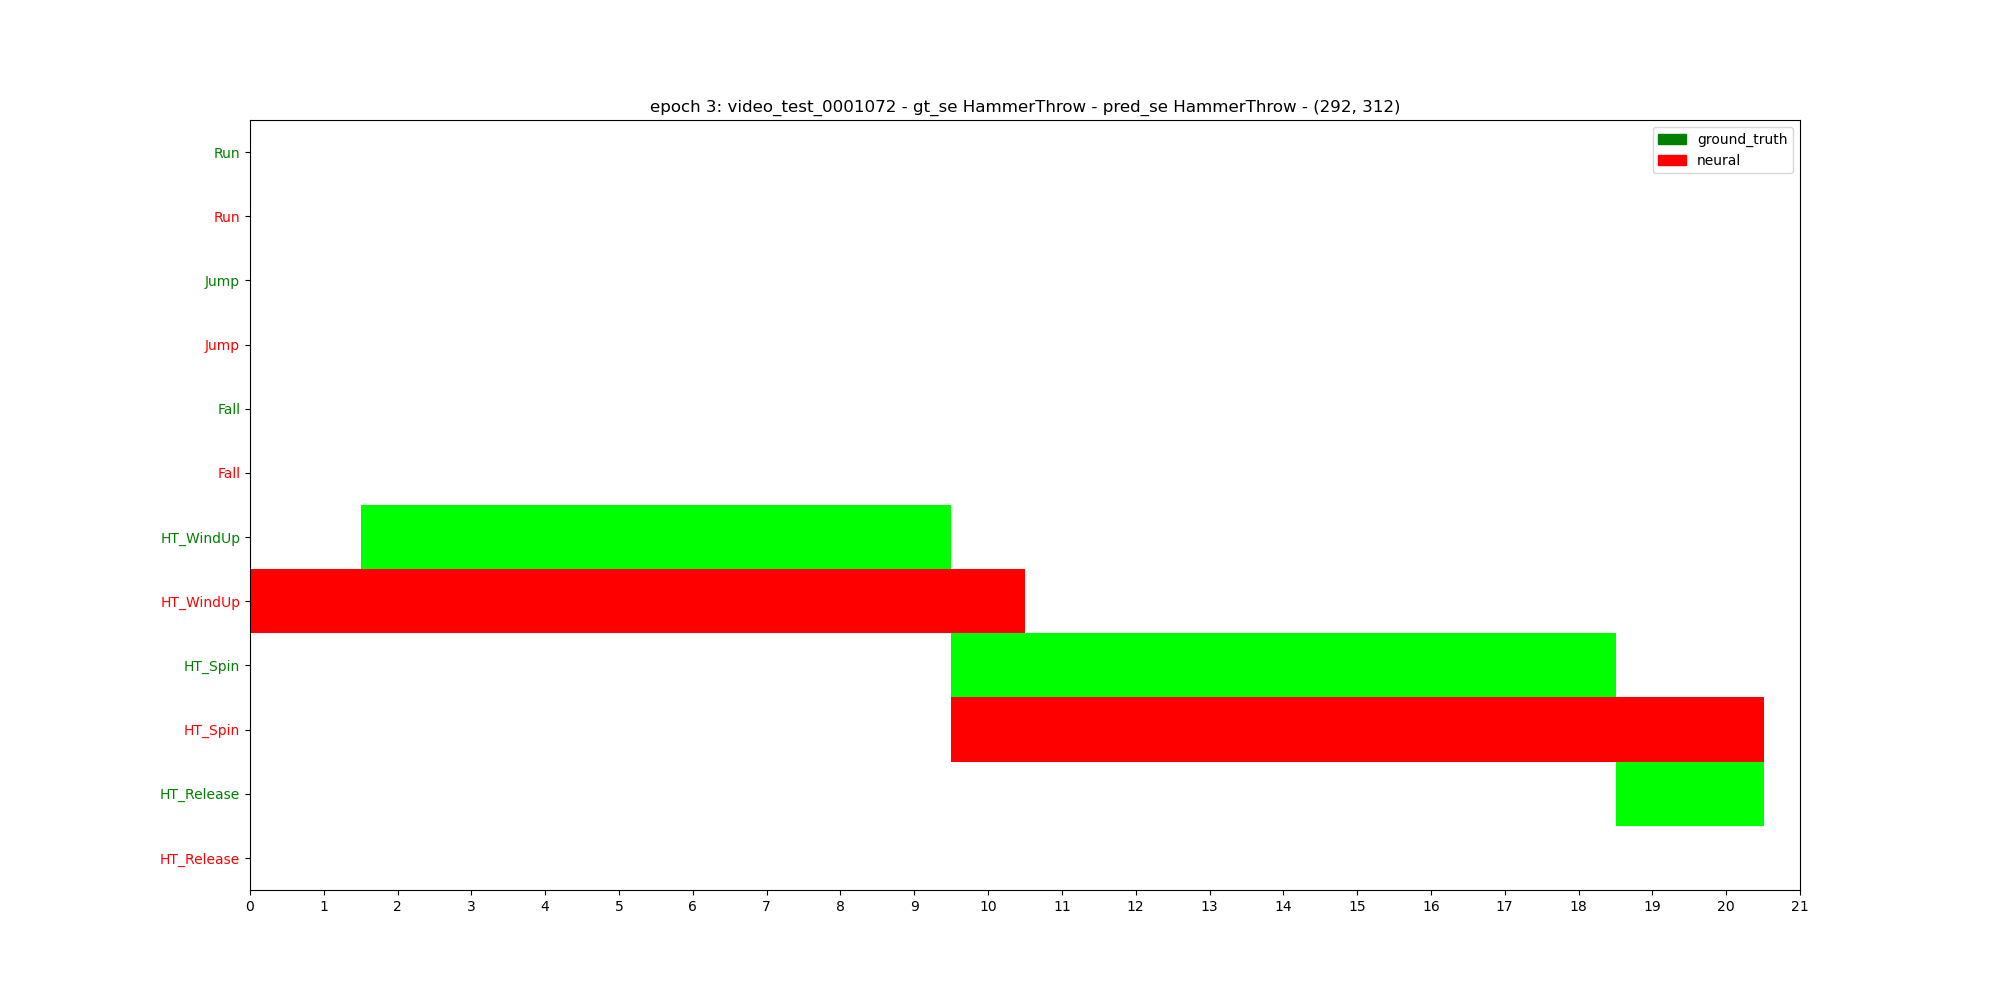 epoch 3: video_test_0001072 - gt_se HammerThrow - pred_se HammerThrow - (292, 312)
ground_truth
neural
Run
Run
Jump
Jump
Fall
Fall
HT_WindUp
HT_WindUp
HT_Spin
HT_Spin
HT_Release
HT_Release
0 1 2 3 4 5 6 7 8 9 10 11 12 13 14 15 16 17 18 19 20 21